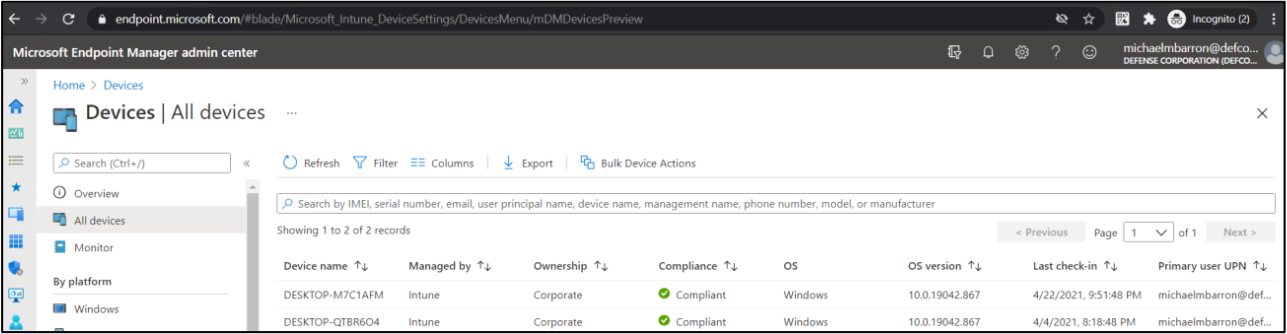 endpoint.microsoft.com/#blade/Microsoft_Intune_DeviceSettings/DevicesMenu/mDMDevicesPreview Incognito (2)
Microsoft Endpoint Manager admin center michaelmbarron@defco...
DEFENSE CORPORATION (DEFCO...
Home > Devices
Devices | All devices ...
Search (Ctrl+/) « Refresh Filter Columns Export Bulk Device Actions
Overview
Search by IMEI, serial number, email, user principal name, device name, management name, phone number, model, or manufacturer
All devices
Showing 1 to 2 of 2 records < Previous Page 1 of 1 Next >
Monitor
Device name ↑↓ Managed by ↑↓ Ownership ↑↓ Compliance ↑↓ OS OS version ↑↓ Last check-in ↑↓ Primary user UPN ↑↓
By platform
DESKTOP-M7C1AFM Intune Corporate Compliant Windows 10.0.19042.867 4/22/2021, 9:51:48 PM michaelmbarron@def...
Windows
DESKTOP-QTBR6O4 Intune Corporate Compliant Windows 10.0.19042.867 4/4/2021, 8:18:48 PM michaelmbarron@def...